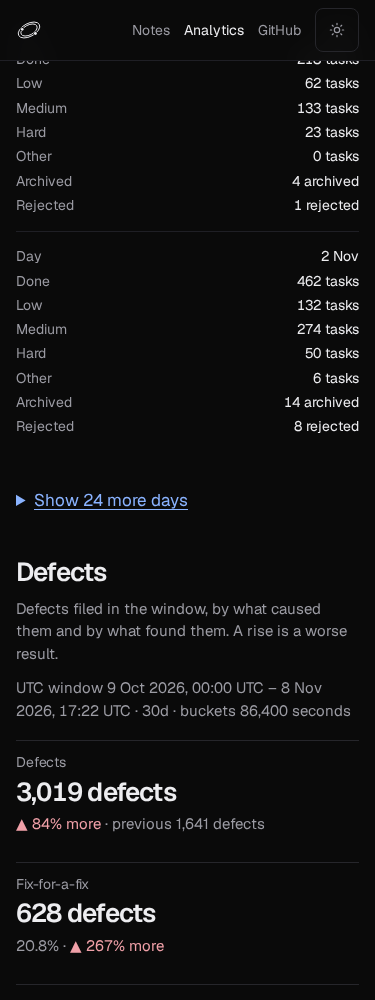 Notes Analytics GitHub
Done 218 tasks
Low 62 tasks
Medium 133 tasks
Hard 23 tasks
Other 0 tasks
Archived 4 archived
Rejected 1 rejected
Day 2 Nov
Done 462 tasks
Low 132 tasks
Medium 274 tasks
Hard 50 tasks
Other 6 tasks
Archived 14 archived
Rejected 8 rejected
▶ Show 24 more days
Defects
Defects filed in the window, by what caused
them and by what found them. A rise is a worse
result.
UTC window 9 Oct 2026, 00:00 UTC – 8 Nov
2026, 17:22 UTC · 30d · buckets 86,400 seconds
Defects
3,019 defects
▲ 84% more · previous 1,641 defects
Fix-for-a-fix
628 defects
20.8% · ▲ 267% more